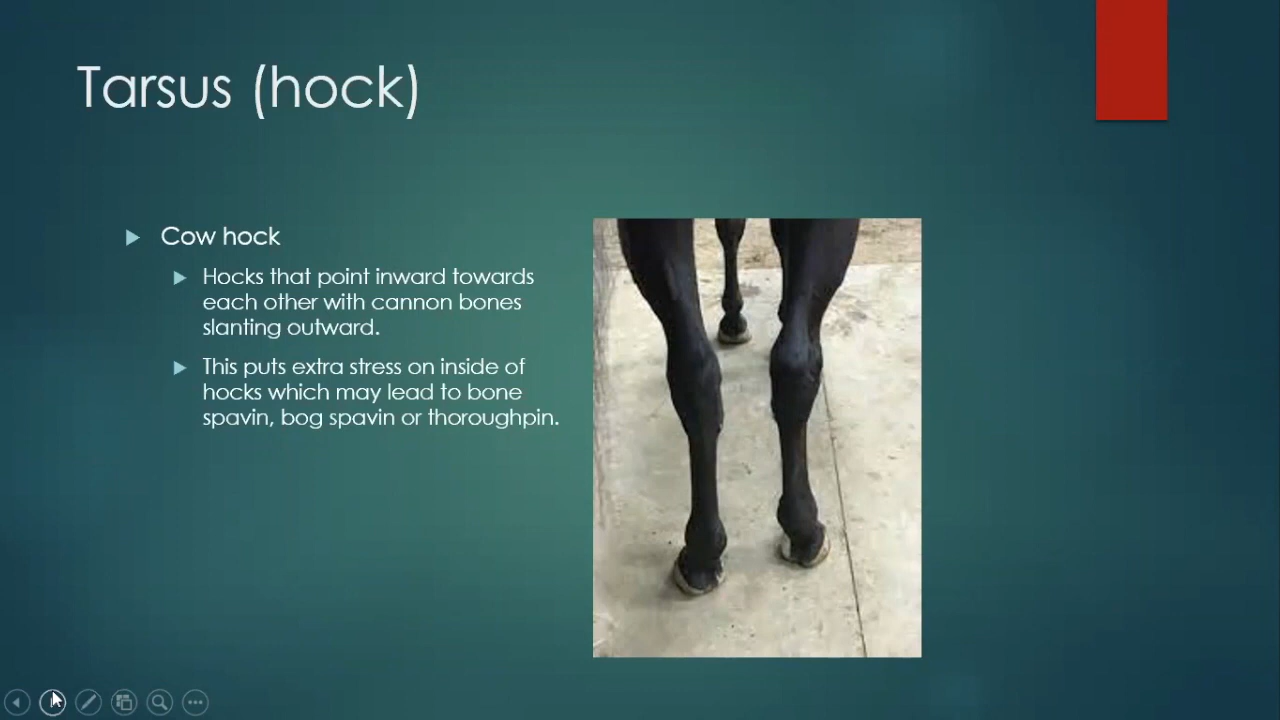 Tarsus (hock)
Cow hock
Hocks that point inward towards
each other with cannon bones
slanting outward.
This puts extra stress on inside of
hocks which may lead to bone
spavin, bog spavin or thoroughpin.